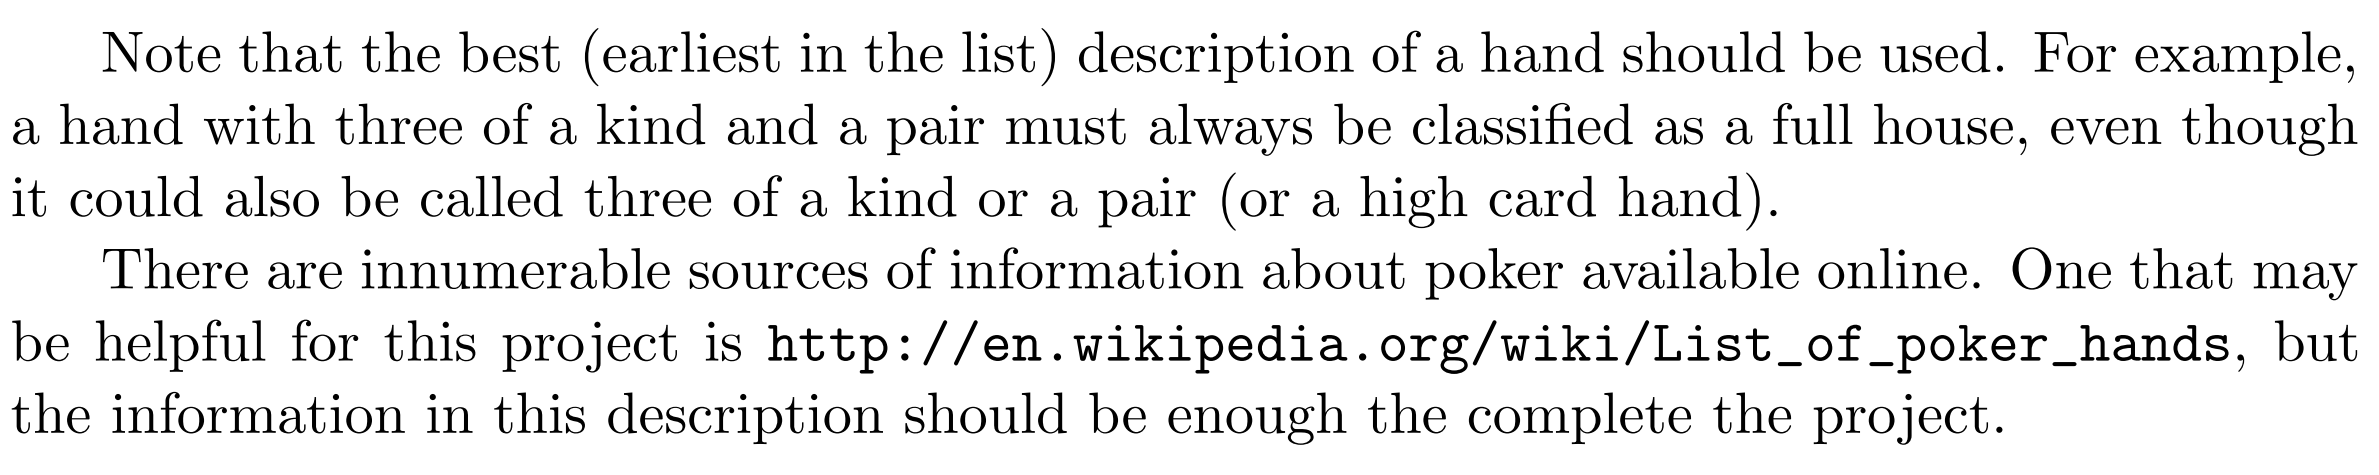 Note that the best (earliest in the list) description of a hand should be used. For example,
a hand with three of a kind and a pair must always be classified as a full house, even though
it could also be called three of a kind or a pair (or a high card hand).
There are innumerable sources of information about poker available online. One that may
be helpful for this project is http://en.wikipedia.org/wiki/List_of_poker_hands, but
the information in this description should be enough the complete the project.